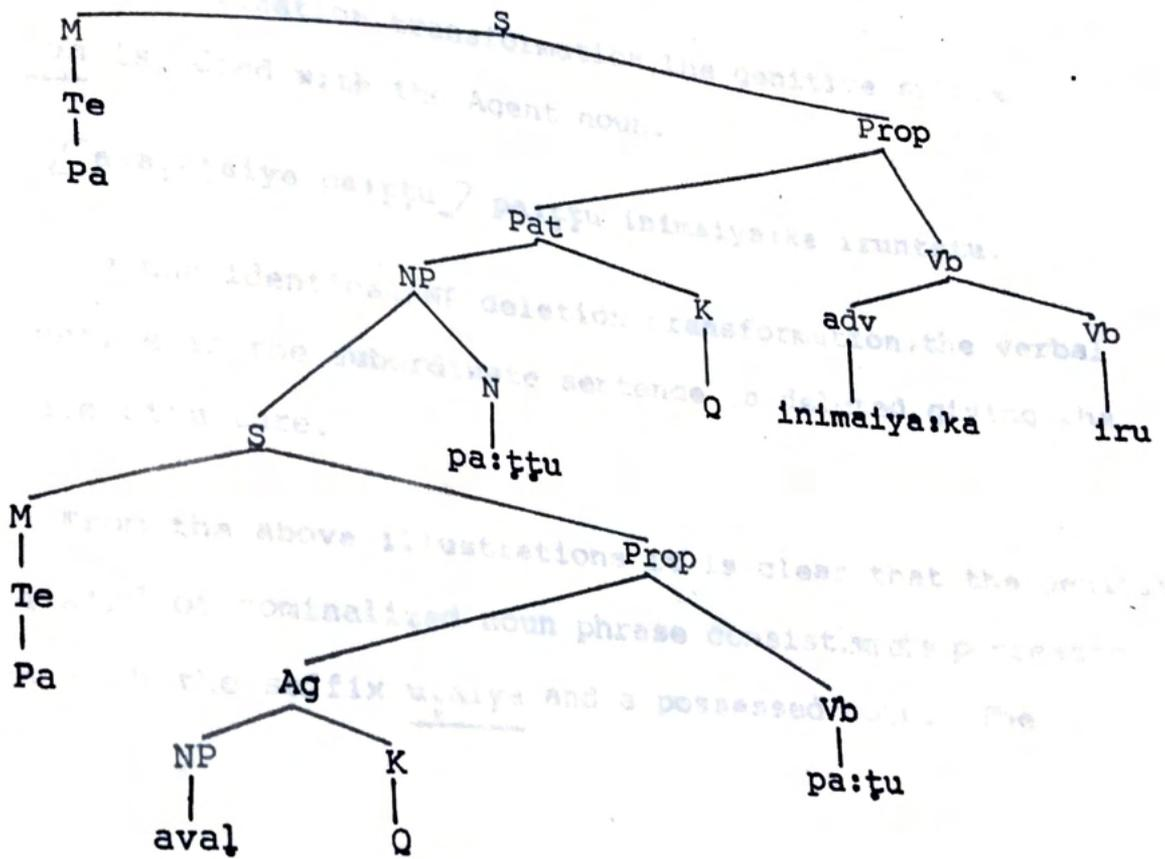 S
M
Te
Prop
Pa
Pat
Vb
NP
K
adv
Vb
N
Q
inimaiya:ka
iru
S
pa:ṭṭu
M
Prop
Te
Pa
Ag
Vb
NP
K
pa:ṭu
avaḷ
Q